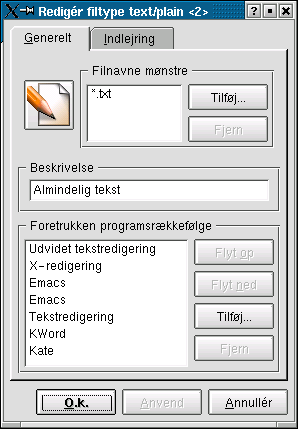 Redigér filtype text/plain <2>
Generelt
Indlejring
Filnavne mønstre
*.txt
Tilføj...
Fjern
Beskrivelse
Almindelig tekst
Foretrukken programsrækkefølge
Udvidet tekstredigering
X-redigering
Emacs
Emacs
Tekstredigering
KWord
Kate
Flyt op
Flyt ned
Tilføj...
Fjern
O.k.
Anvend
Annullér